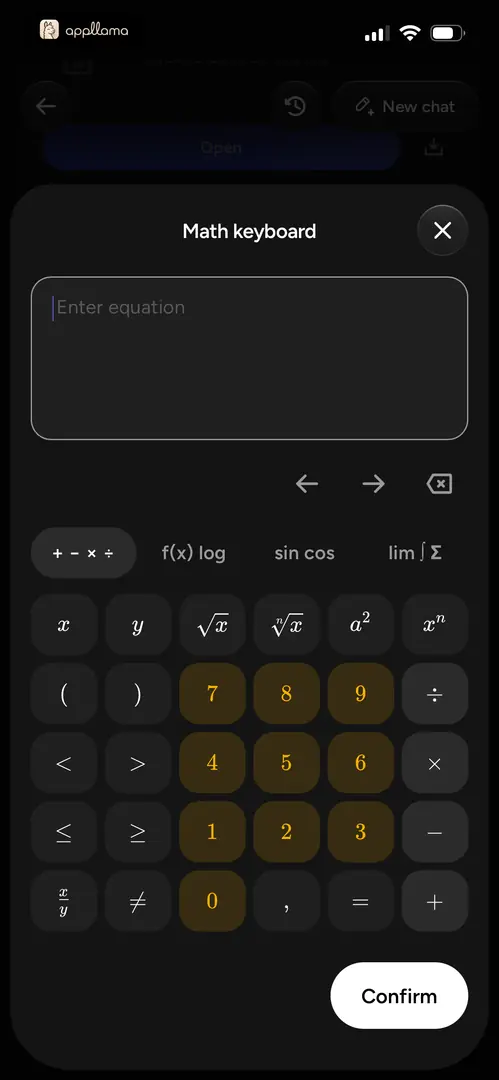 appllama
New chat
Open
Math keyboard
Enter equation
+ − × ÷ f(x) log sin cos lim ∫ Σ
x y √x ⁿ√x a² xⁿ
( ) 7 8 9 ÷
< > 4 5 6 ×
≤ ≥ 1 2 3 −
x/y ≠ 0 , = +
Confirm